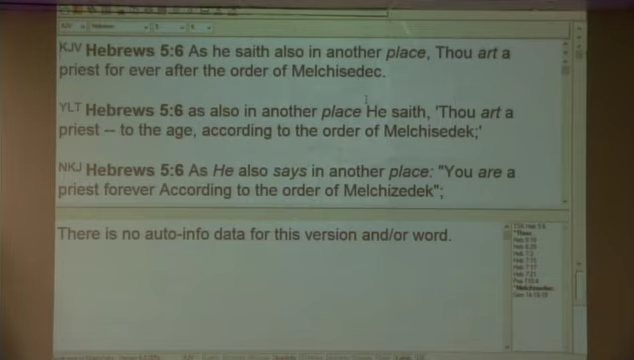 KJV Hebrews 5:6 As he saith also in another place, Thou art a
priest for ever after the order of Melchisedec.
YLT Hebrews 5:6 as also in another place He saith, 'Thou art a
priest -- to the age, according to the order of Melchisedek;'
NKJ Hebrews 5:6 As He also says in another place: "You are a
priest forever According to the order of Melchizedek";
There is no auto-info data for this version and/or word.